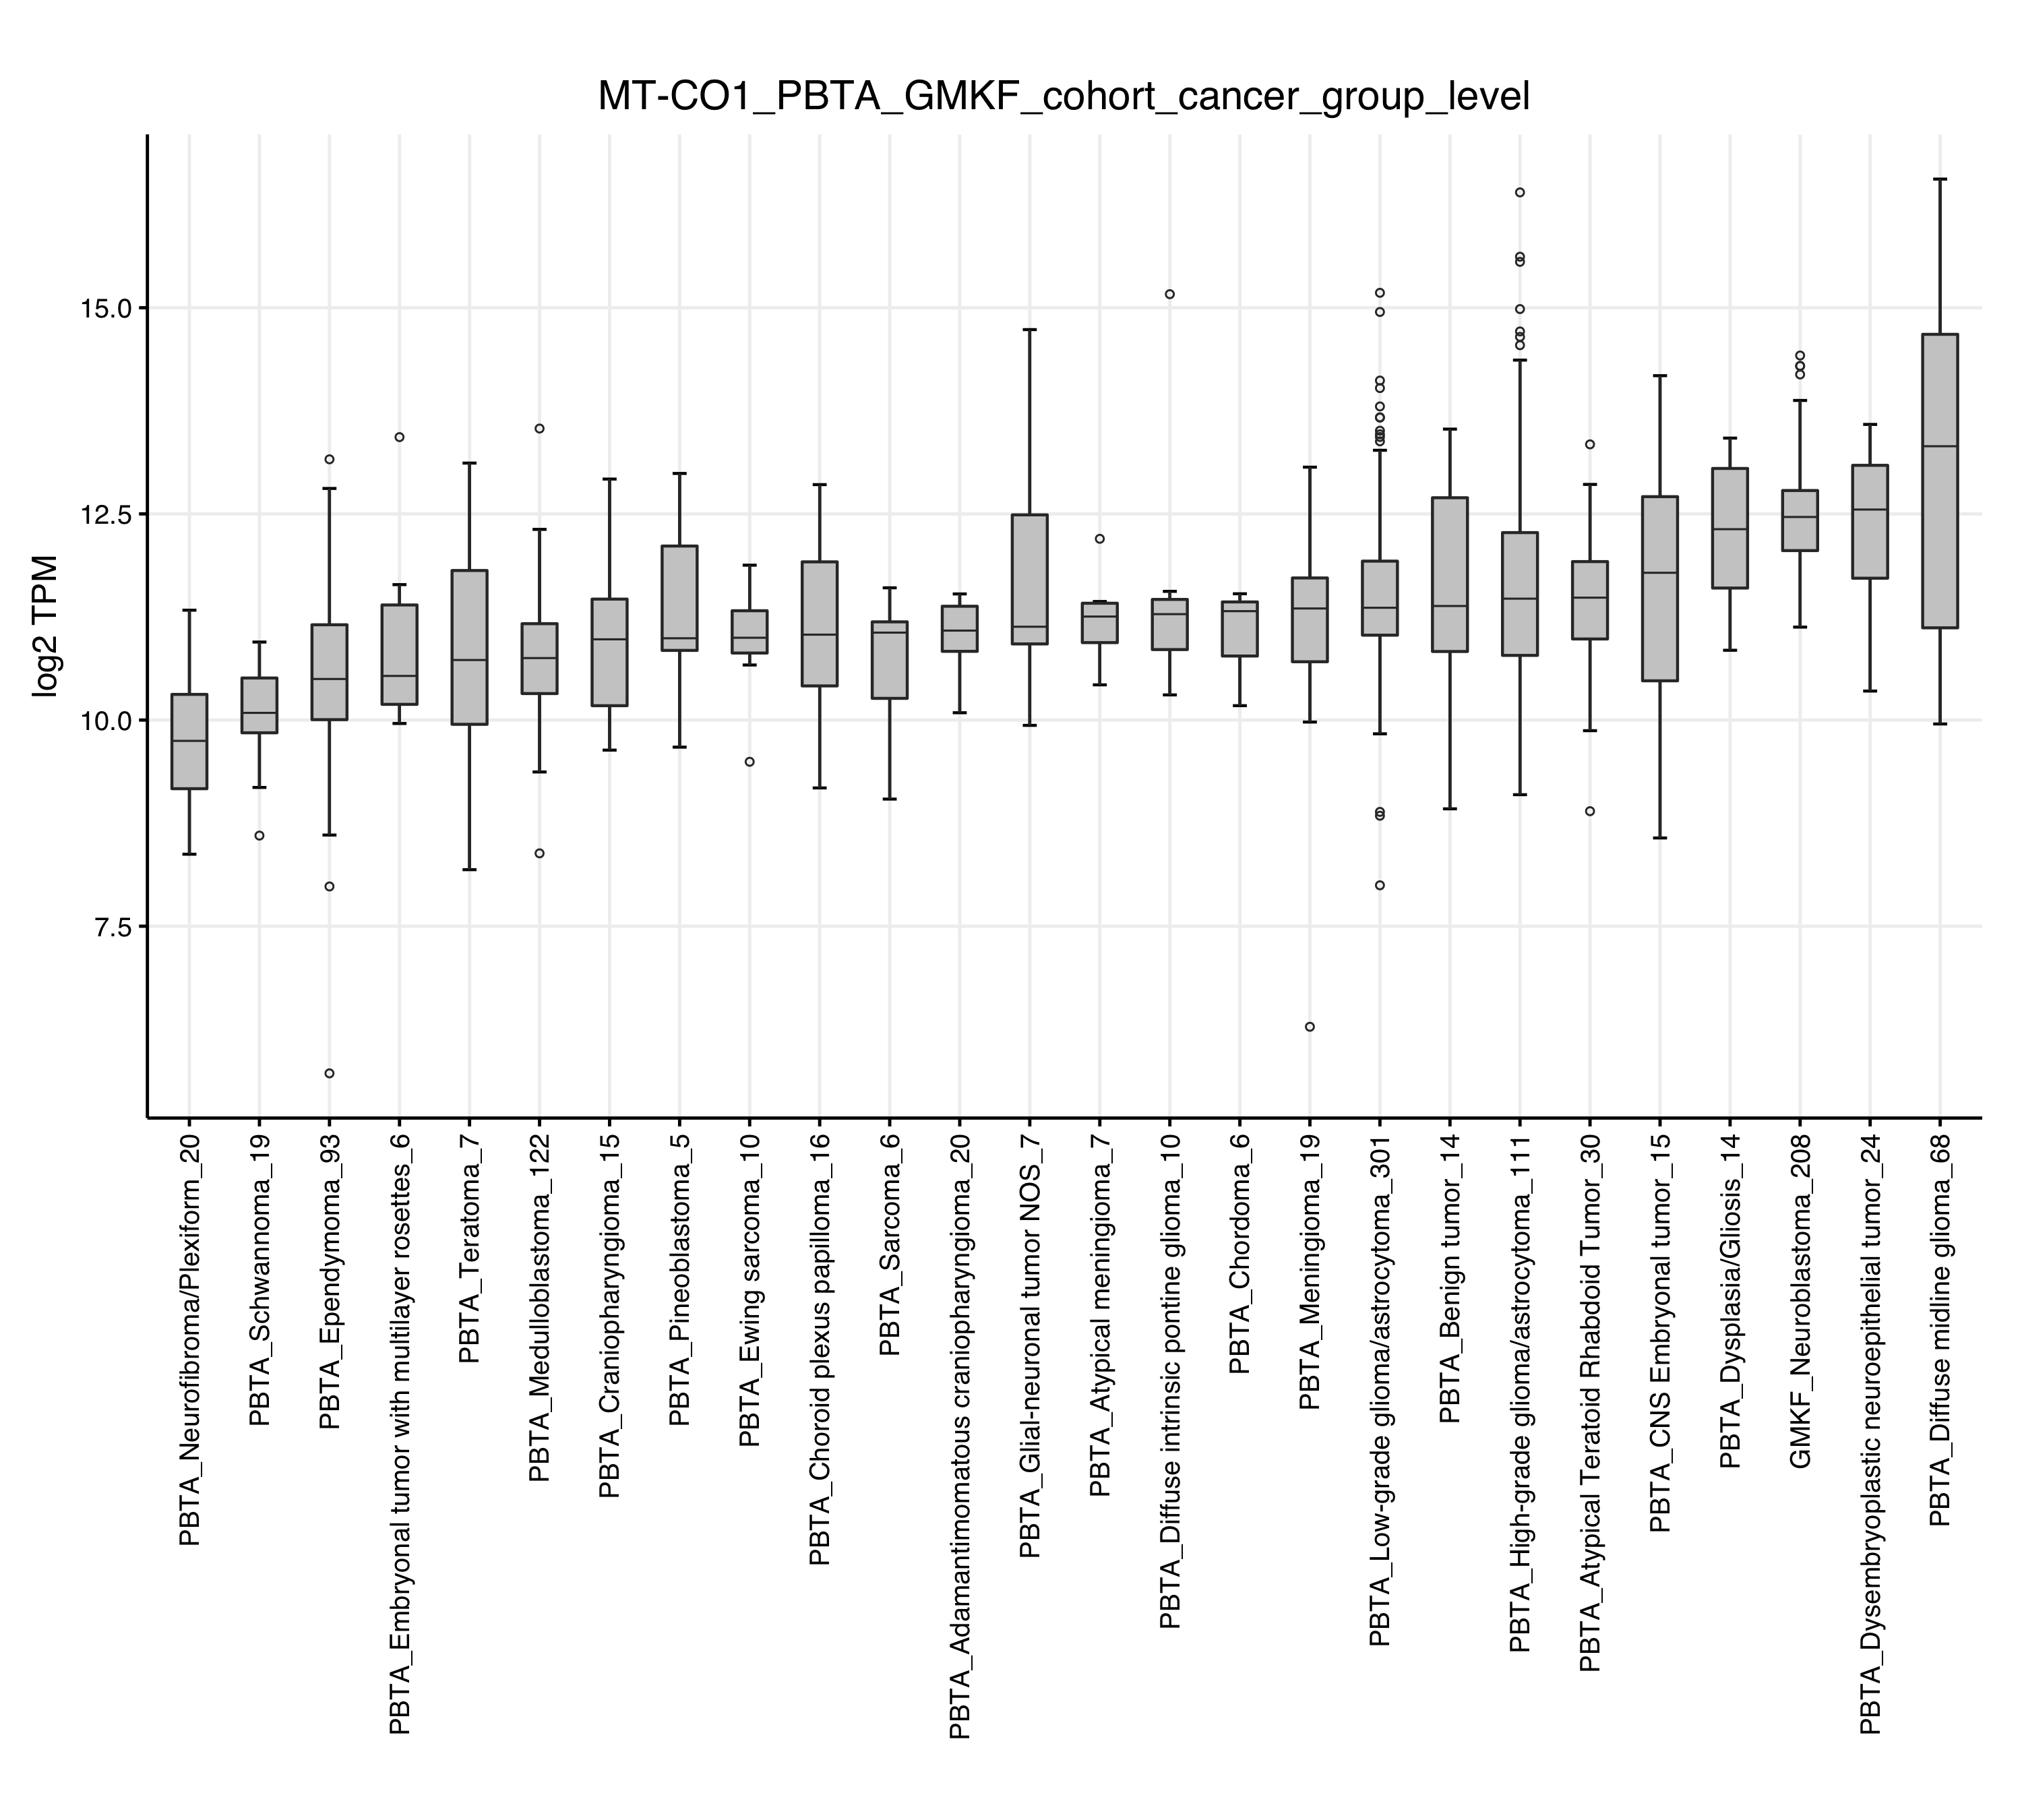 MT-CO1_PBTA_GMKF_cohort_cancer_group_level
log2 TPM
15.0
12.5
10.0
7.5
PBTA_Neurofibroma/Plexiform_20
PBTA_Schwannoma_19
PBTA_Ependymoma_93
PBTA_Embryonal tumor with multilayer rosettes_6
PBTA_Teratoma_7
PBTA_Medulloblastoma_122
PBTA_Craniopharyngioma_15
PBTA_Pineoblastoma_5
PBTA_Ewing sarcoma_10
PBTA_Choroid plexus papilloma_16
PBTA_Sarcoma_6
PBTA_Adamantinomatous craniopharyngioma_20
PBTA_Glial-neuronal tumor NOS_7
PBTA_Atypical meningioma_7
PBTA_Diffuse intrinsic pontine glioma_10
PBTA_Chordoma_6
PBTA_Meningioma_19
PBTA_Low-grade glioma/astrocytoma_301
PBTA_Benign tumor_14
PBTA_High-grade glioma/astrocytoma_111
PBTA_Atypical Teratoid Rhabdoid Tumor_30
PBTA_CNS Embryonal tumor_15
PBTA_Dysplasia/Gliosis_14
GMKF_Neuroblastoma_208
PBTA_Dysembryoplastic neuroepithelial tumor_24
PBTA_Diffuse midline glioma_68